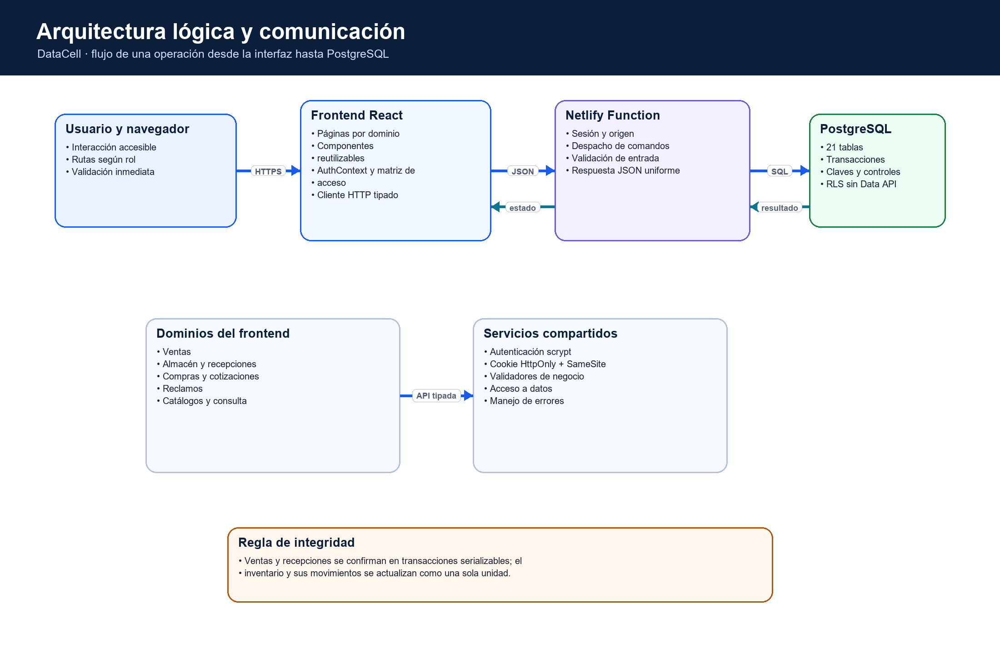 Arquitectura lógica y comunicación
DataCell · flujo de una operación desde la interfaz hasta PostgreSQL
Usuario y navegador
• Interacción accesible
• Rutas según rol
• Validación inmediata
HTTPS
Frontend React
• Páginas por dominio
• Componentes
• reutilizables
• AuthContext y matriz de
• acceso
• Cliente HTTP tipado
JSON
estado
Netlify Function
• Sesión y origen
• Despacho de comandos
• Validación de entrada
• Respuesta JSON uniforme
SQL
resultado
PostgreSQL
• 21 tablas
• Transacciones
• Claves y controles
• RLS sin Data API
Dominios del frontend
• Ventas
• Almacén y recepciones
• Compras y cotizaciones
• Reclamos
• Catálogos y consulta
API tipada
Servicios compartidos
• Autenticación scrypt
• Cookie HttpOnly + SameSite
• Validadores de negocio
• Acceso a datos
• Manejo de errores
Regla de integridad
• Ventas y recepciones se confirman en transacciones serializables; el
• inventario y sus movimientos se actualizan como una sola unidad.